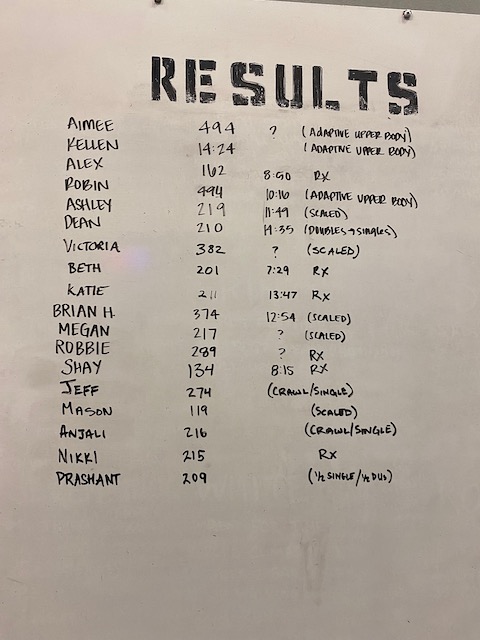 RESULTS
AIMEE 494 ? (ADAPTIVE UPPER BODY)
KELLEN 14:24 (ADAPTIVE UPPER BODY)
ALEX 162 8:50 RX
ROBIN 494 10:16 (ADAPTIVE UPPER BODY)
ASHLEY 219 11:49 (SCALED)
DEAN 210 14:35 (DOUBLES→SINGLES)
VICTORIA 382 ? (SCALED)
BETH 201 7:29 RX
KATIE 211 13:47 RX
BRIAN H. 374 12:54 (SCALED)
MEGAN 217 ? (SCALED)
ROBBIE 289 ? RX
SHAY 134 8:15 RX
JEFF 274 (CRAWL/SINGLE)
MASON 119 (SCALED)
ANJALI 216 (CRAWL/SINGLE)
NIKKI 215 RX
PRASHANT 209 (1/2 SINGLE/1/2 DUS)